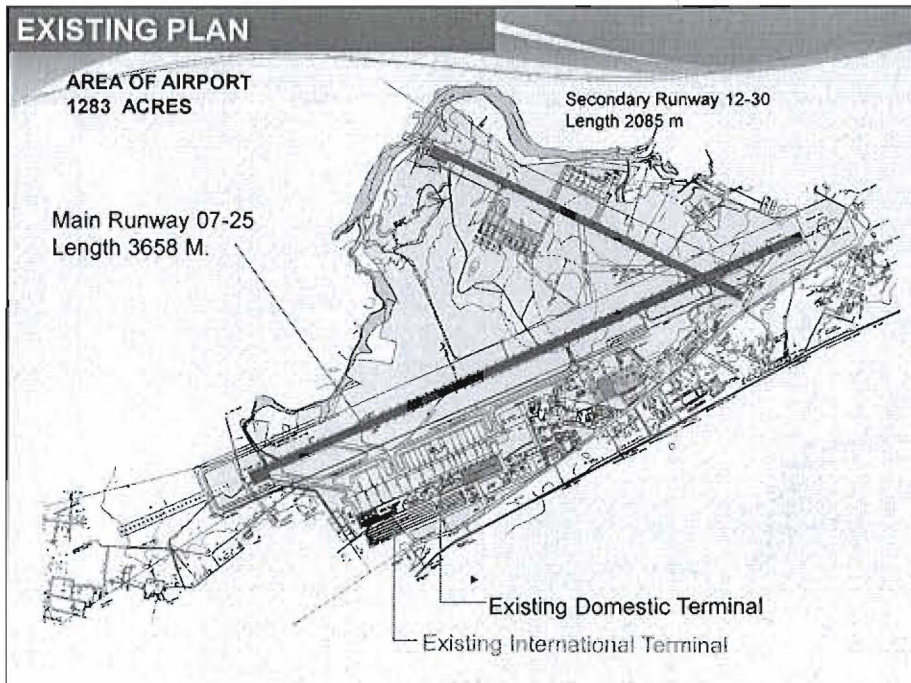 EXISTING PLAN
AREA OF AIRPORT
1283 ACRES
Secondary Runway 12-30
Length 2085 m
Main Runway 07-25
Length 3658 M.
Existing Domestic Terminal
Existing International Terminal